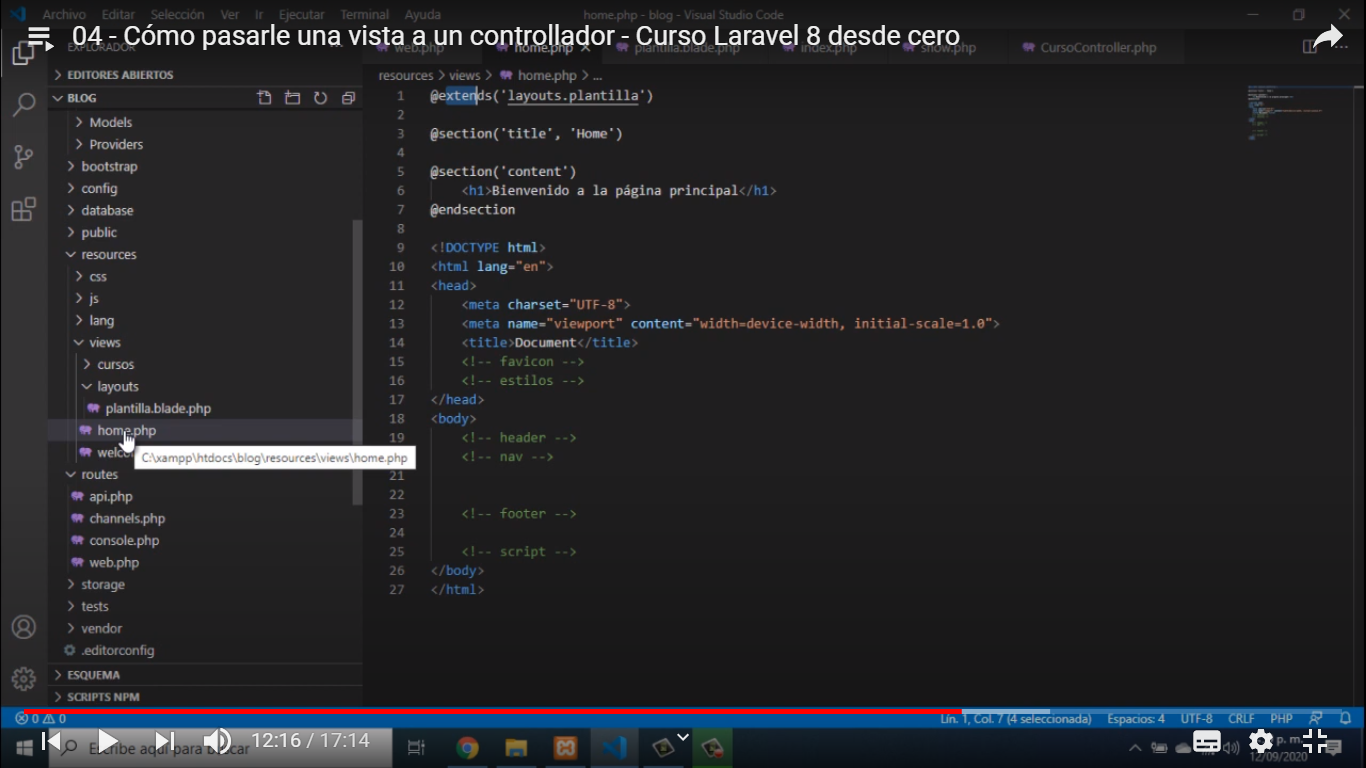 Archivo Editar Selección Ver Ir Ejecutar Terminal Ayuda
home.php - blog - Visual Studio Code
04 - Cómo pasarle una vista a un controllador - Curso Laravel 8 desde cero
EXPLORADOR
web.php home.php plantilla.blade.php index.php show.php CursoController.php
EDITORES ABIERTOS
BLOG
Models
Providers
bootstrap
config
database
public
resources
css
js
lang
views
cursos
layouts
plantilla.blade.php
home.php
C:\xampp\htdocs\blog\resources\views\home.php
routes
api.php
channels.php
console.php
web.php
storage
tests
vendor
.editorconfig
ESQUEMA
SCRIPTS NPM
resources > views > home.php > ...
1 @extends('layouts.plantilla')
2
3 @section('title', 'Home')
4
5 @section('content')
6 <h1>Bienvenido a la página principal</h1>
7 @endsection
8
9 <!DOCTYPE html>
10 <html lang="en">
11 <head>
12 <meta charset="UTF-8">
13 <meta name="viewport" content="width=device-width, initial-scale=1.0">
14 <title>Document</title>
15 <!-- favicon -->
16 <!-- estilos -->
17 </head>
18 <body>
19 <!-- header -->
<!-- nav -->
21
22
23 <!-- footer -->
24
25 <!-- script -->
26 </body>
27 </html>
0 0
Lín. 1, Col. 7 (4 seleccionada) Espacios: 4 UTF-8 CRLF PHP
Escribe aquí para buscar
12:16 / 17:14
p. m.
12/09/2020